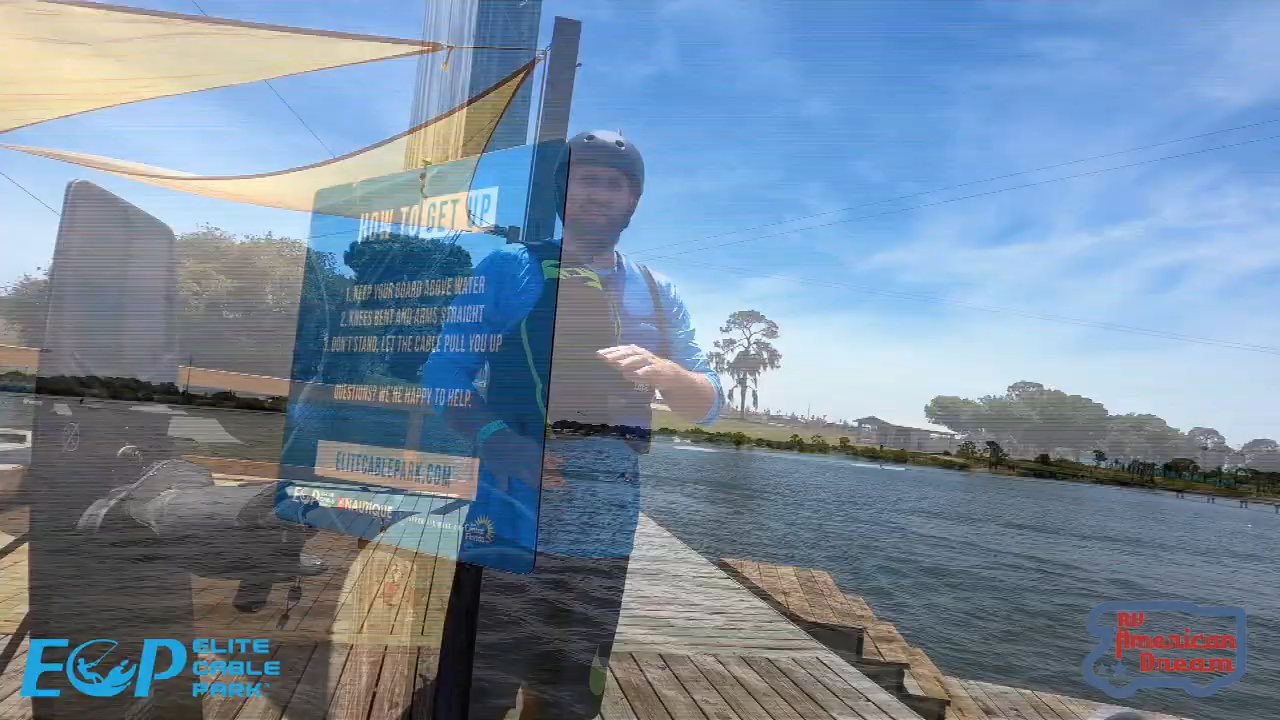 HOW TO GET UP
1. KEEP YOUR BOARD ABOVE WATER
2. KNEES BENT AND ARMS STRAIGHT
3. DON'T STAND, LET THE CABLE PULL YOU UP
QUESTIONS? WE'RE HAPPY TO HELP.
ELITECABLEPARK.COM
NAUTIQUE
ECP ELITE
CABLE
PARK
RV
American
Dream